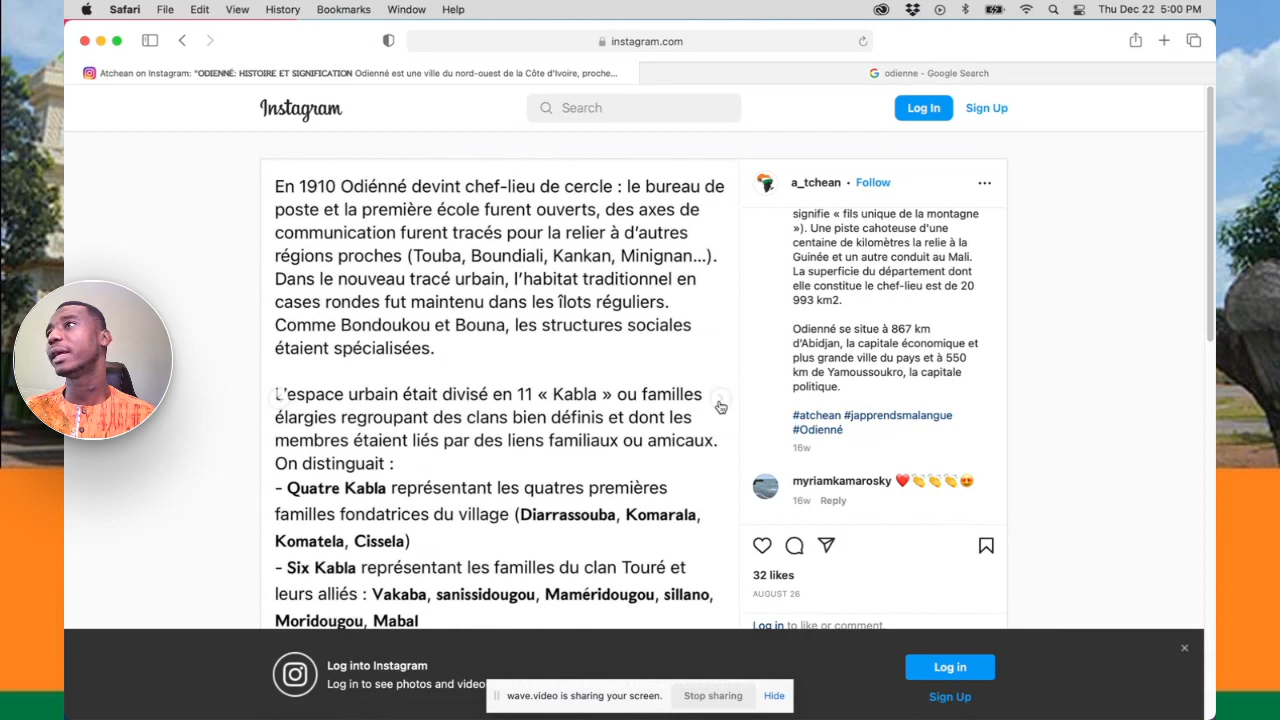 Safari File Edit View History Bookmarks Window Help Thu Dec 22 5:00 PM
instagram.com
Atchean on Instagram: "ODIENNÉ: HISTOIRE ET SIGNIFICATION Odienné est une ville du nord-ouest de la Côte d'Ivoire, proche...
odienne - Google Search
Instagram
Search
Log In
Sign Up
En 1910 Odiénné devint chef-lieu de cercle : le bureau de
poste et la première école furent ouverts, des axes de
communication furent tracés pour la relier à d'autres
régions proches (Touba, Boundiali, Kankan, Minignan...).
Dans le nouveau tracé urbain, l'habitat traditionnel en
cases rondes fut maintenu dans les îlots réguliers.
Comme Bondoukou et Bouna, les structures sociales
étaient spécialisées.
L'espace urbain était divisé en 11 « Kabla » ou familles
élargies regroupant des clans bien définis et dont les
membres étaient liés par des liens familiaux ou amicaux.
On distinguait :
- Quatre Kabla représentant les quatres premières
familles fondatrices du village (Diarrassouba, Komarala,
Komatela, Cissela)
- Six Kabla représentant les familles du clan Touré et
leurs alliés : Vakaba, sanissidougou, Maméridougou, sillano,
Moridougou, Mabal
a_tchean • Follow
signifie « fils unique de la montagne
»). Une piste cahoteuse d'une
centaine de kilomètres la relie à la
Guinée et un autre conduit au Mali.
La superficie du département dont
elle constitue le chef-lieu est de 20
993 km2.
Odienné se situe à 867 km
d'Abidjan, la capitale économique et
plus grande ville du pays et à 550
km de Yamoussoukro, la capitale
politique.
#atchean #japprendsmalangue
#Odienné
16w
myriamkamarosky ❤️👏👏👏😍
16w Reply
32 likes
AUGUST 26
Log in to like or comment.
Log into Instagram
Log in to see photos and video
Log in
Sign Up
wave.video is sharing your screen. Stop sharing Hide